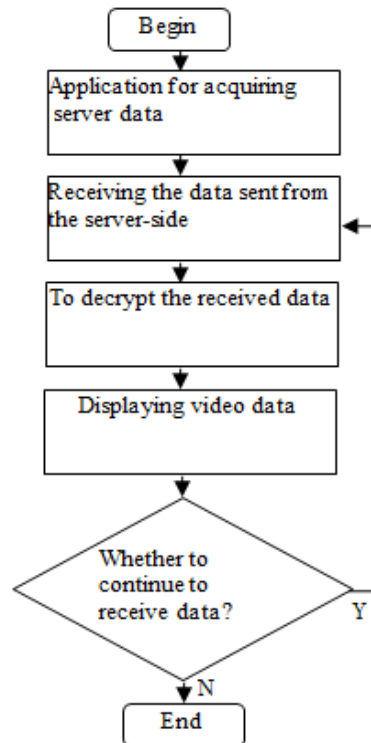 Begin
Application for acquiring
server data
Receiving the data sent from
the server-side
To decrypt the received data
Displaying video data
Whether to
continue to
receive data?
Y
N
End